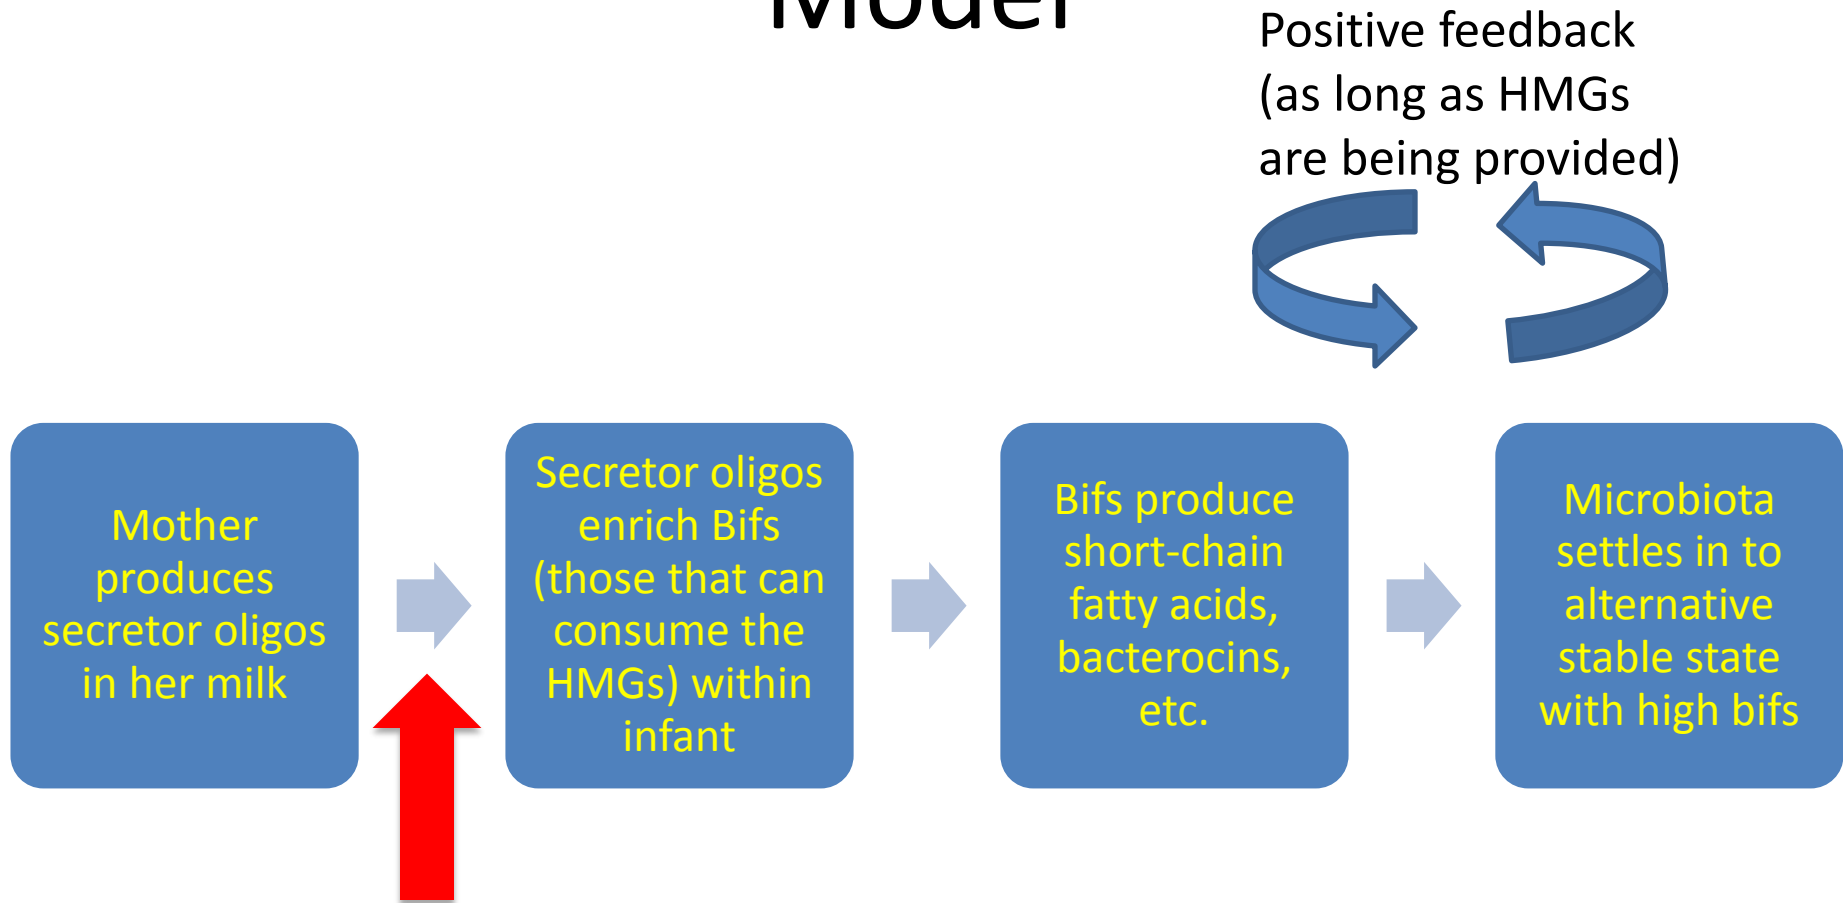 Model
Positive feedback
(as long as HMGs
are being provided)
Mother
produces
secretor oligos
in her milk
Secretor oligos
enrich Bifs
(those that can
consume the
HMGs) within
infant
Bifs produce
short-chain
fatty acids,
bacterocins,
etc.
Microbiota
settles in to
alternative
stable state
with high bifs